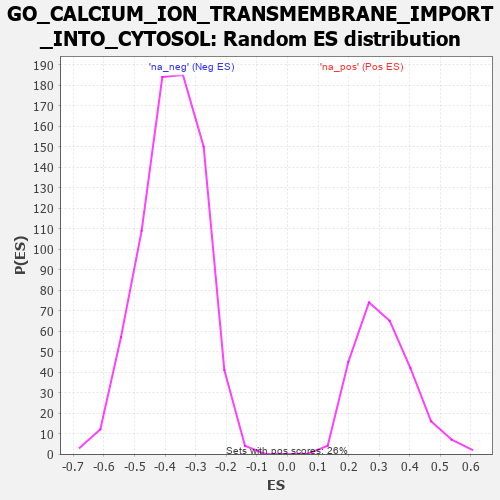 GO_CALCIUM_ION_TRANSMEMBRANE_IMPORT
_INTO_CYTOSOL: Random ES distribution
'na_neg' (Neg ES)
'na_pos' (Pos ES)
190
180
170
160
150
140
130
120
110
100
90
80
70
60
50
40
30
20
10
0
P(ES)
Sets with pos scores: 26%
-0.7 -0.6 -0.5 -0.4 -0.3 -0.2 -0.1 0.0 0.1 0.2 0.3 0.4 0.5 0.6
ES